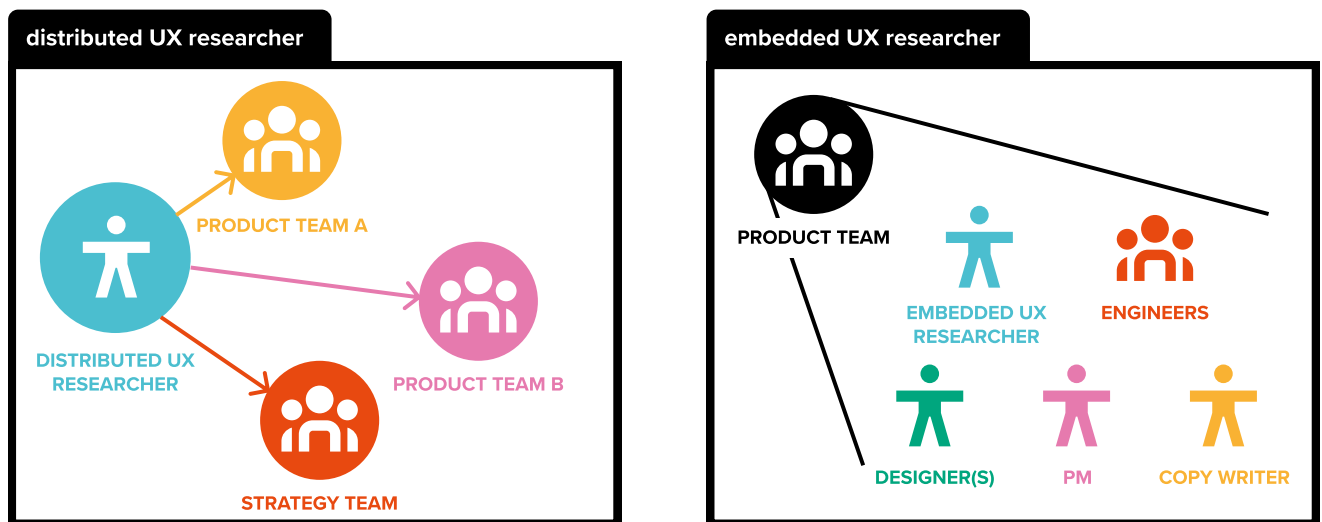 distributed UX researcher
PRODUCT TEAM A
DISTRIBUTED UX
RESEARCHER
PRODUCT TEAM B
STRATEGY TEAM
embedded UX researcher
PRODUCT TEAM
EMBEDDED UX
RESEARCHER
ENGINEERS
DESIGNER(S)
PM
COPY WRITER